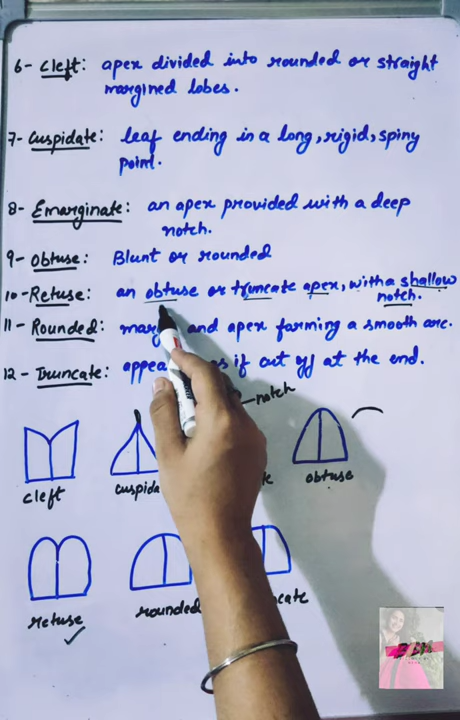 6- Cleft: apex divided into rounded or straight
margined lobes.
7- Cuspidate: leaf ending in a long, rigid, spiny
point.
8- Emarginate: an apex provided with a deep
notch.
9- Obtuse: Blunt or rounded
10- Retuse: an obtuse or truncate apex, with a shallow
notch.
11- Rounded: and apex forming a smooth arc.
12- Truncate: if cut off at the end.
notch
cleft obtuse
retuse rounded